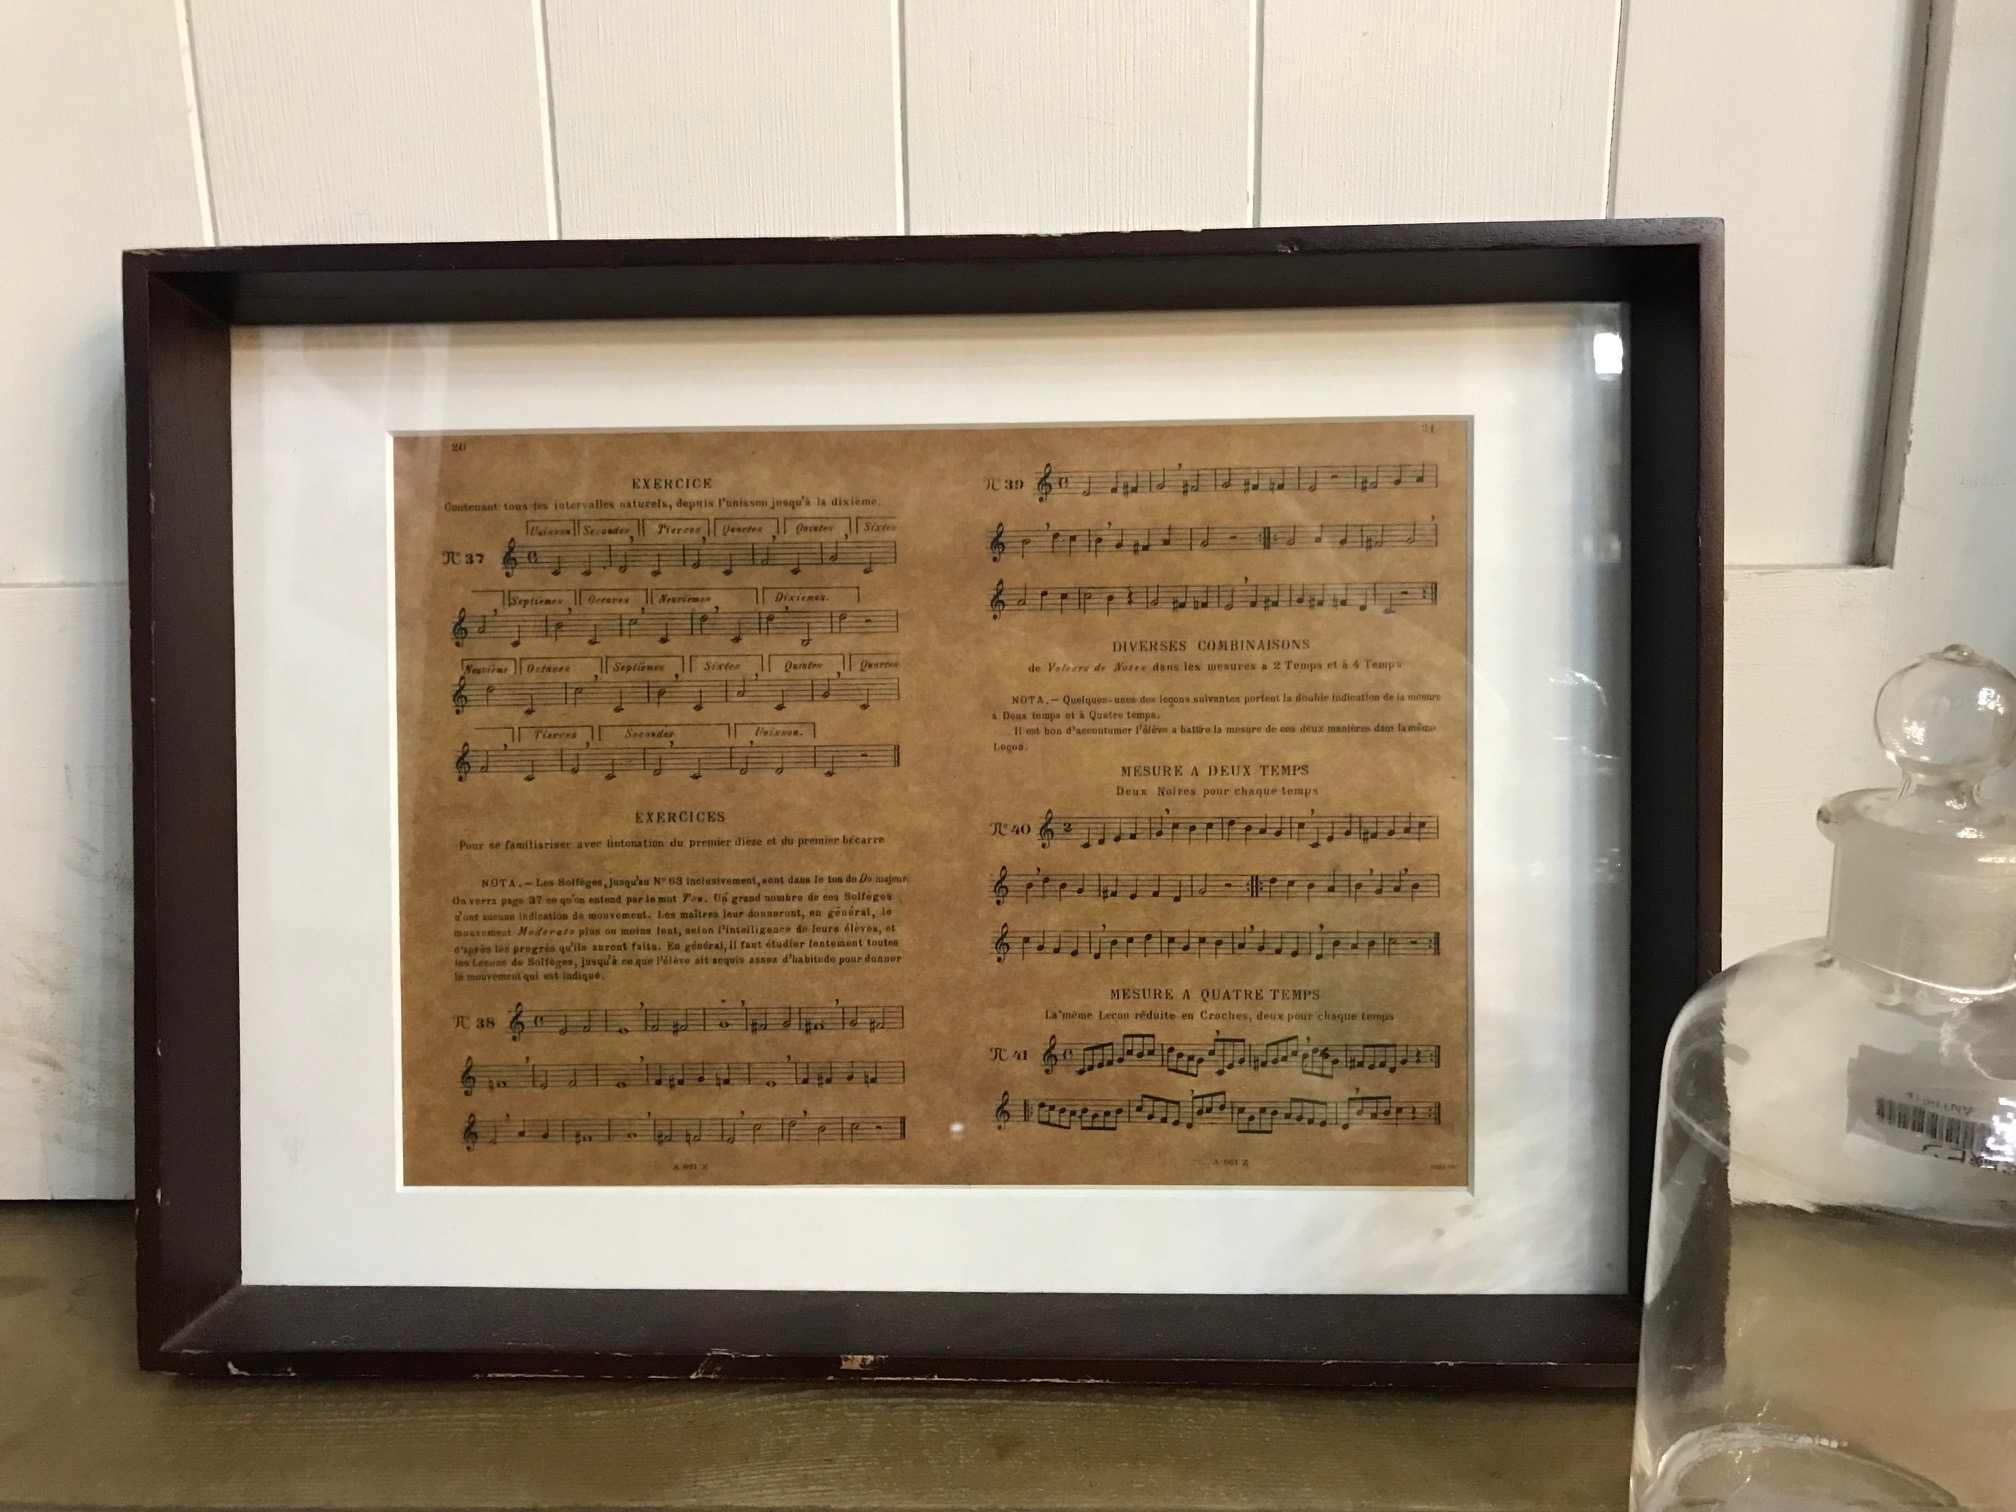 20
EXERCICE
Contenant tous les intervalles naturels, depuis l'unisson jusqu'à la dixième.
Unisson Secondes Tierces Quartes Quintes Sixtes
N° 37
Septièmes Octaves Neuvièmes Dixièmes.
Neuvième Octaves Septièmes Sixtes Quintes Quartes
Tierces Secondes Unisson.
EXERCICES
Pour se familiariser avec l'intonation du premier dièze et du premier bécarre
NOTA.— Les Solfèges, jusqu'au N° 63 inclusivement, sont dans le ton de Do majeur.
On verra page 37 ce qu'on entend par le mot Ton. Un grand nombre de ces Solfèges
n'ont aucune indication de mouvement. Les maîtres leur donneront, en général, le
mouvement Moderato plus ou moins lent, selon l'intelligence de leurs élèves, et
d'après les progrès qu'ils auront faits. En général, il faut étudier lentement toutes
les Leçons de Solfèges, jusqu'à ce que l'élève ait acquis assez d'habitude pour donner
le mouvement qui est indiqué.
N° 38
A 661 Z
N° 39
DIVERSES COMBINAISONS
de Valeurs de Notes dans les mesures a 2 Temps et à 4 Temps
NOTA.— Quelques-unes des leçons suivantes portent la double indication de la mesure
à Deux temps et à Quatre temps.
Il est bon d'accoutumer l'élève a battre la mesure de ces deux manières dans la même
Leçon.
MESURE A DEUX TEMPS
Deux Noires pour chaque temps
N° 40
2
MESURE A QUATRE TEMPS
La même Leçon réduite en Croches, deux pour chaque temps
N° 41
A 661 Z